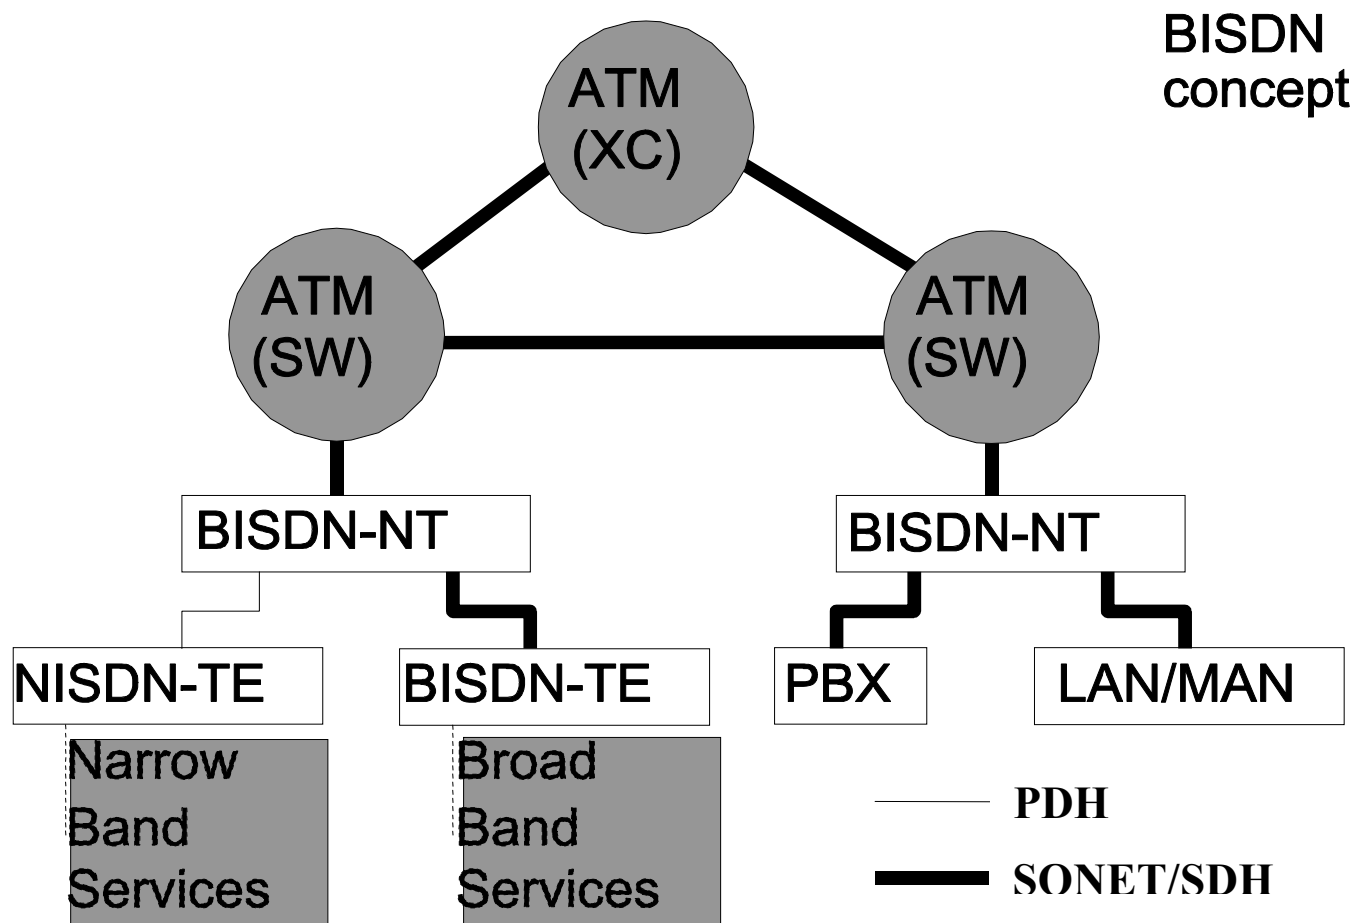 BISDN
concept
ATM
(XC)
ATM
(SW)
ATM
(SW)
BISDN-NT
BISDN-NT
NISDN-TE
BISDN-TE
PBX
LAN/MAN
Narrow
Band
Services
Broad
Band
Services
PDH
SONET/SDH